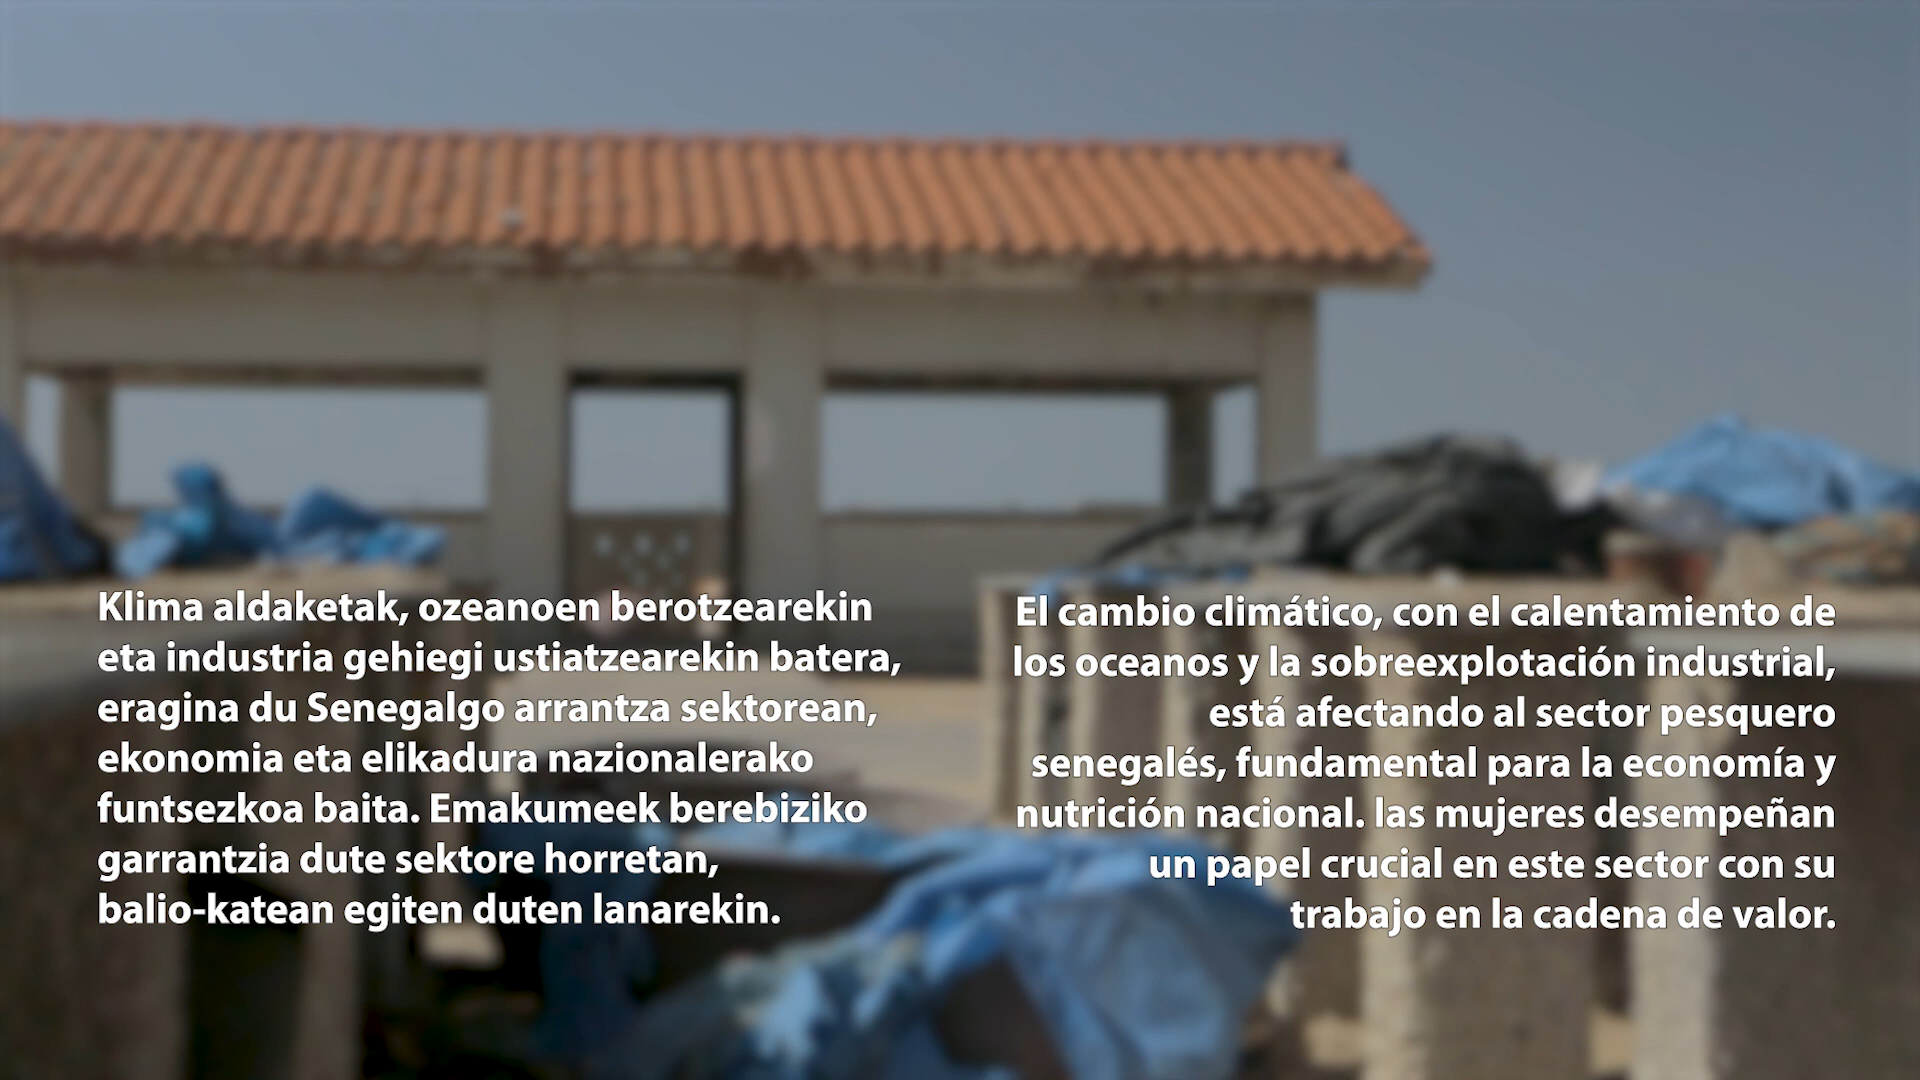 Klima aldaketak, ozeanoen berotzearekin
eta industria gehiegi ustiatzearekin batera,
eragina du Senegalgo arrantza sektorean,
ekonomia eta elikadura nazionalerako
funtsezkoa baita. Emakumeek berebiziko
garrantzia dute sektore horretan,
balio-katean egiten duten lanarekin.
El cambio climático, con el calentamiento de
los oceanos y la sobreexplotación industrial,
está afectando al sector pesquero
senegalés, fundamental para la economía y
nutrición nacional. las mujeres desempeñan
un papel crucial en este sector con su
trabajo en la cadena de valor.